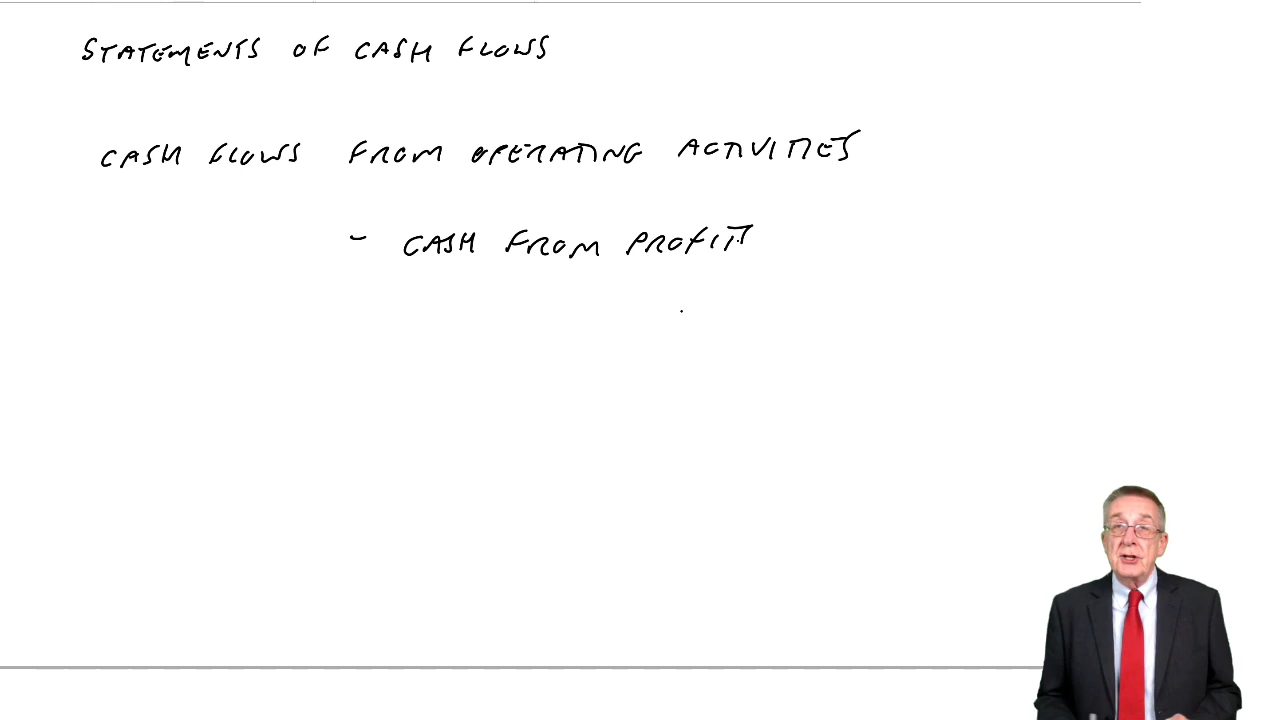 STATEMENTS OF CASH FLOWS
CASH FLOWS FROM OPERATING ACTIVITIES
- CASH FROM PROFIT